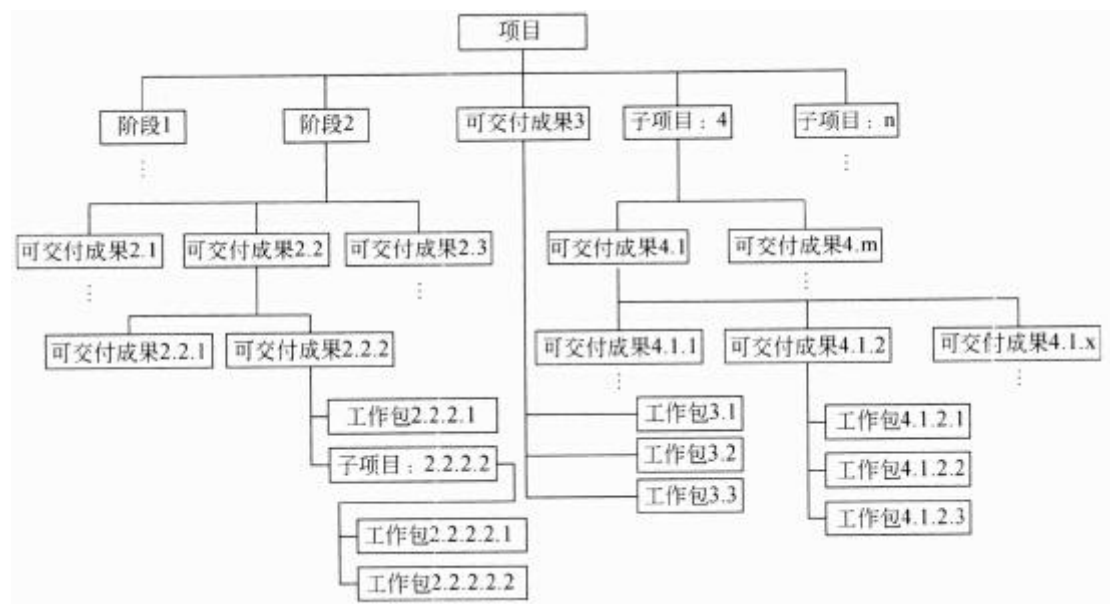 项目
阶段1
阶段2
可交付成果3
子项目：4
子项目：n
可交付成果2.1
可交付成果2.2
可交付成果2.3
可交付成果4.1
可交付成果4.m
可交付成果2.2.1
可交付成果2.2.2
可交付成果4.1.1
可交付成果4.1.2
可交付成果4.1.x
工作包2.2.2.1
子项目：2.2.2.2
工作包2.2.2.2.1
工作包2.2.2.2.2
工作包3.1
工作包3.2
工作包3.3
工作包4.1.2.1
工作包4.1.2.2
工作包4.1.2.3